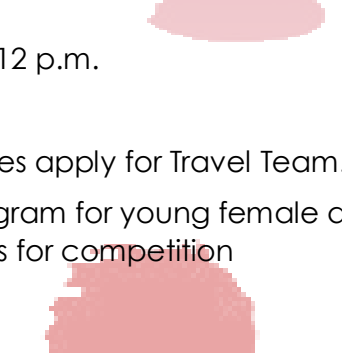 12 p.m.
es apply for Travel Team.
gram for young female
s for competition